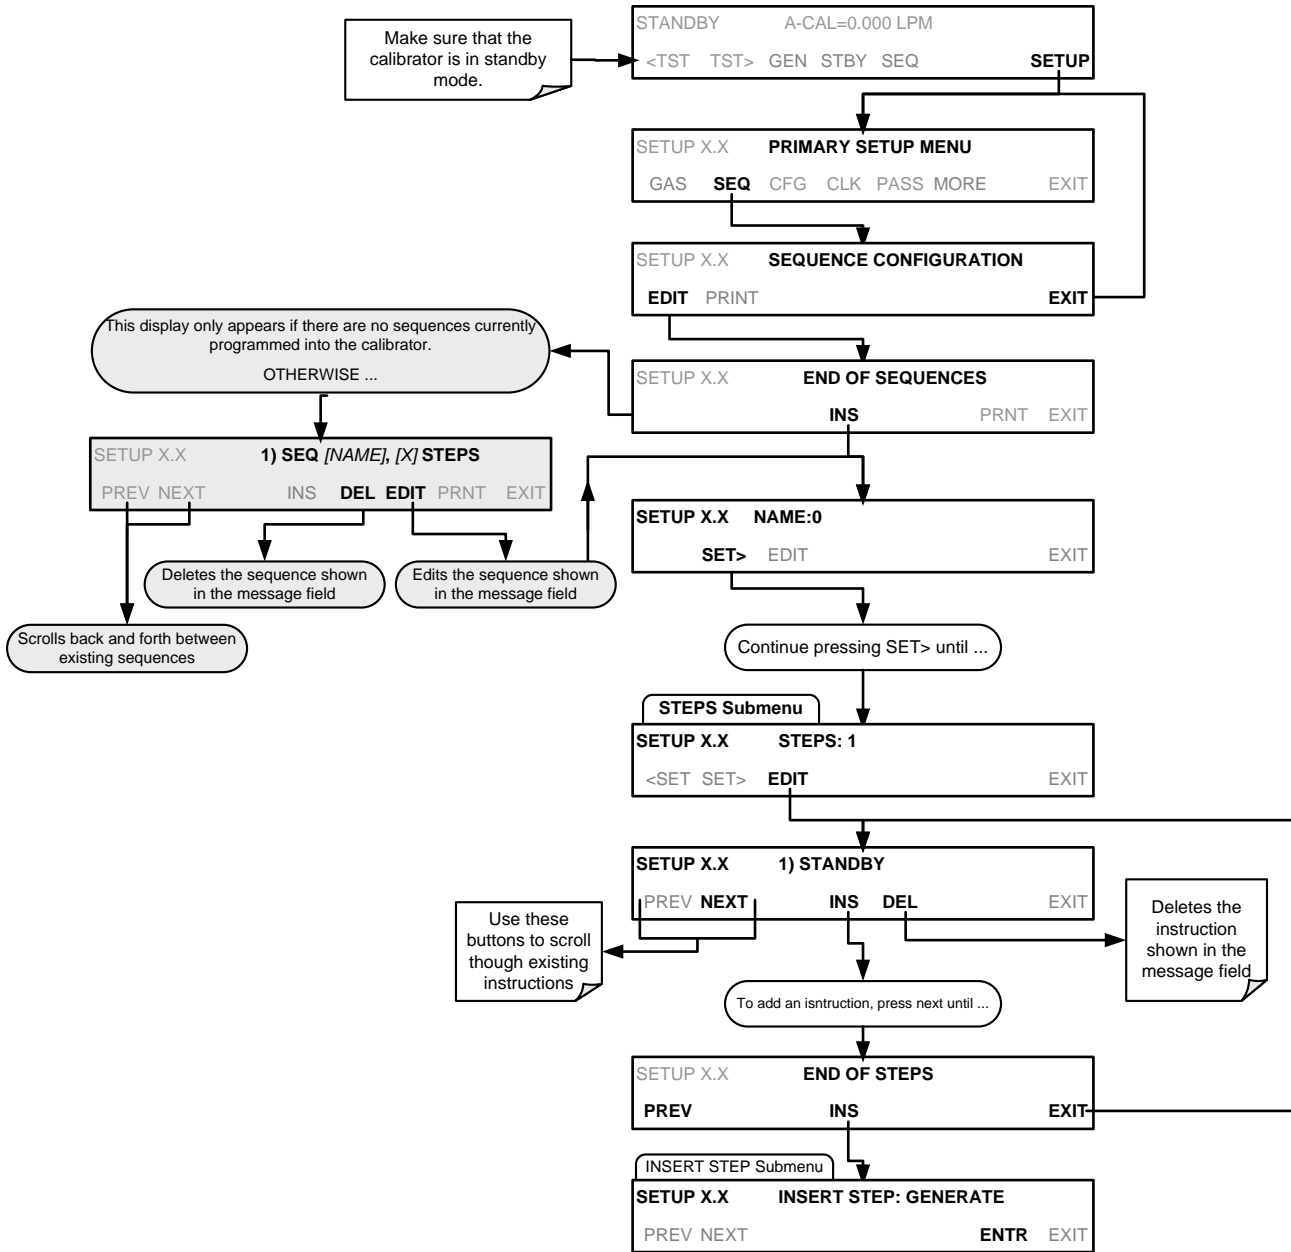 Make sure that the
calibrator is in standby
mode.
STANDBY A-CAL=0.000 LPM
<TST TST> GEN STBY SEQ SETUP
SETUP X.X PRIMARY SETUP MENU
GAS SEQ CFG CLK PASS MORE EXIT
SETUP X.X SEQUENCE CONFIGURATION
EDIT PRINT EXIT
This display only appears if there are no sequences currently
programmed into the calibrator.
OTHERWISE ...
SETUP X.X END OF SEQUENCES
INS PRNT EXIT
SETUP X.X 1) SEQ [NAME], [X] STEPS
PREV NEXT INS DEL EDIT PRNT EXIT
Deletes the sequence shown
in the message field
Edits the sequence shown
in the message field
Scrolls back and forth between
existing sequences
SETUP X.X NAME:0
SET> EDIT EXIT
Continue pressing SET> until ...
STEPS Submenu
SETUP X.X STEPS: 1
<SET SET> EDIT EXIT
SETUP X.X 1) STANDBY
PREV NEXT INS DEL EXIT
Use these
buttons to scroll
though existing
instructions
Deletes the
instruction
shown in the
message field
To add an isntruction, press next until ...
SETUP X.X END OF STEPS
PREV INS EXIT
INSERT STEP Submenu
SETUP X.X INSERT STEP: GENERATE
PREV NEXT ENTR EXIT